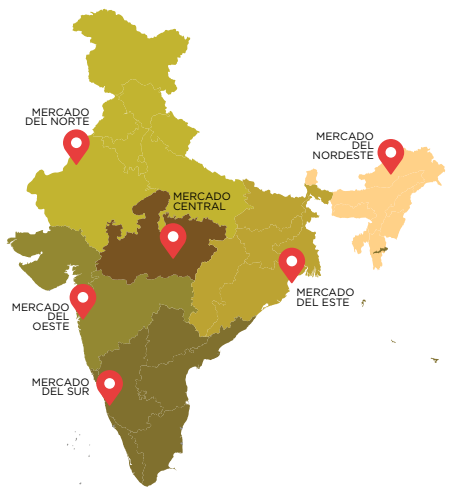 MERCADO
DEL NORTE
MERCADO
DEL
NORDESTE
MERCADO
CENTRAL
MERCADO
DEL ESTE
MERCADO
DEL
OESTE
MERCADO
DEL SUR